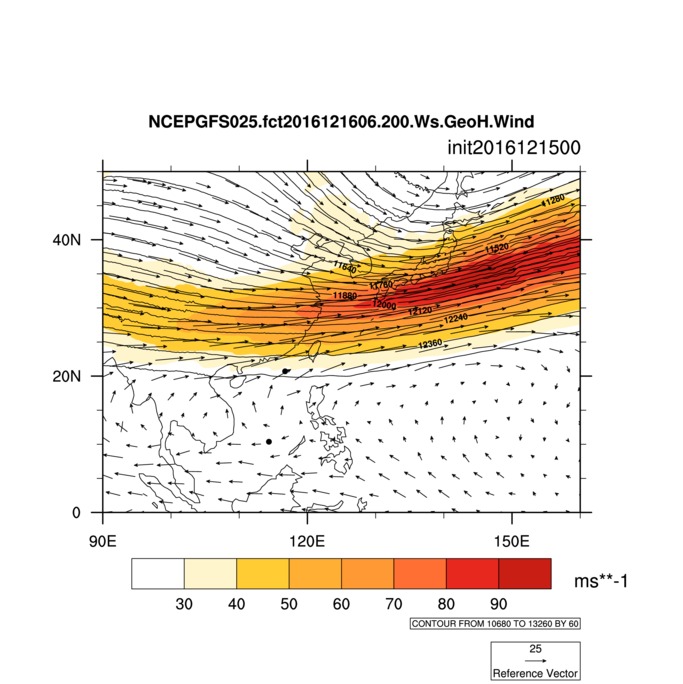 NCEPGFS025.fct2016121606.200.Ws.GeoH.Wind
init2016121500
11280
40N
11520
11640
11760
11880
12000
12120
12240
12360
20N
0
90E 120E 150E
ms**-1
30 40 50 60 70 80 90
CONTOUR FROM 10680 TO 13260 BY 60
25
Reference Vector